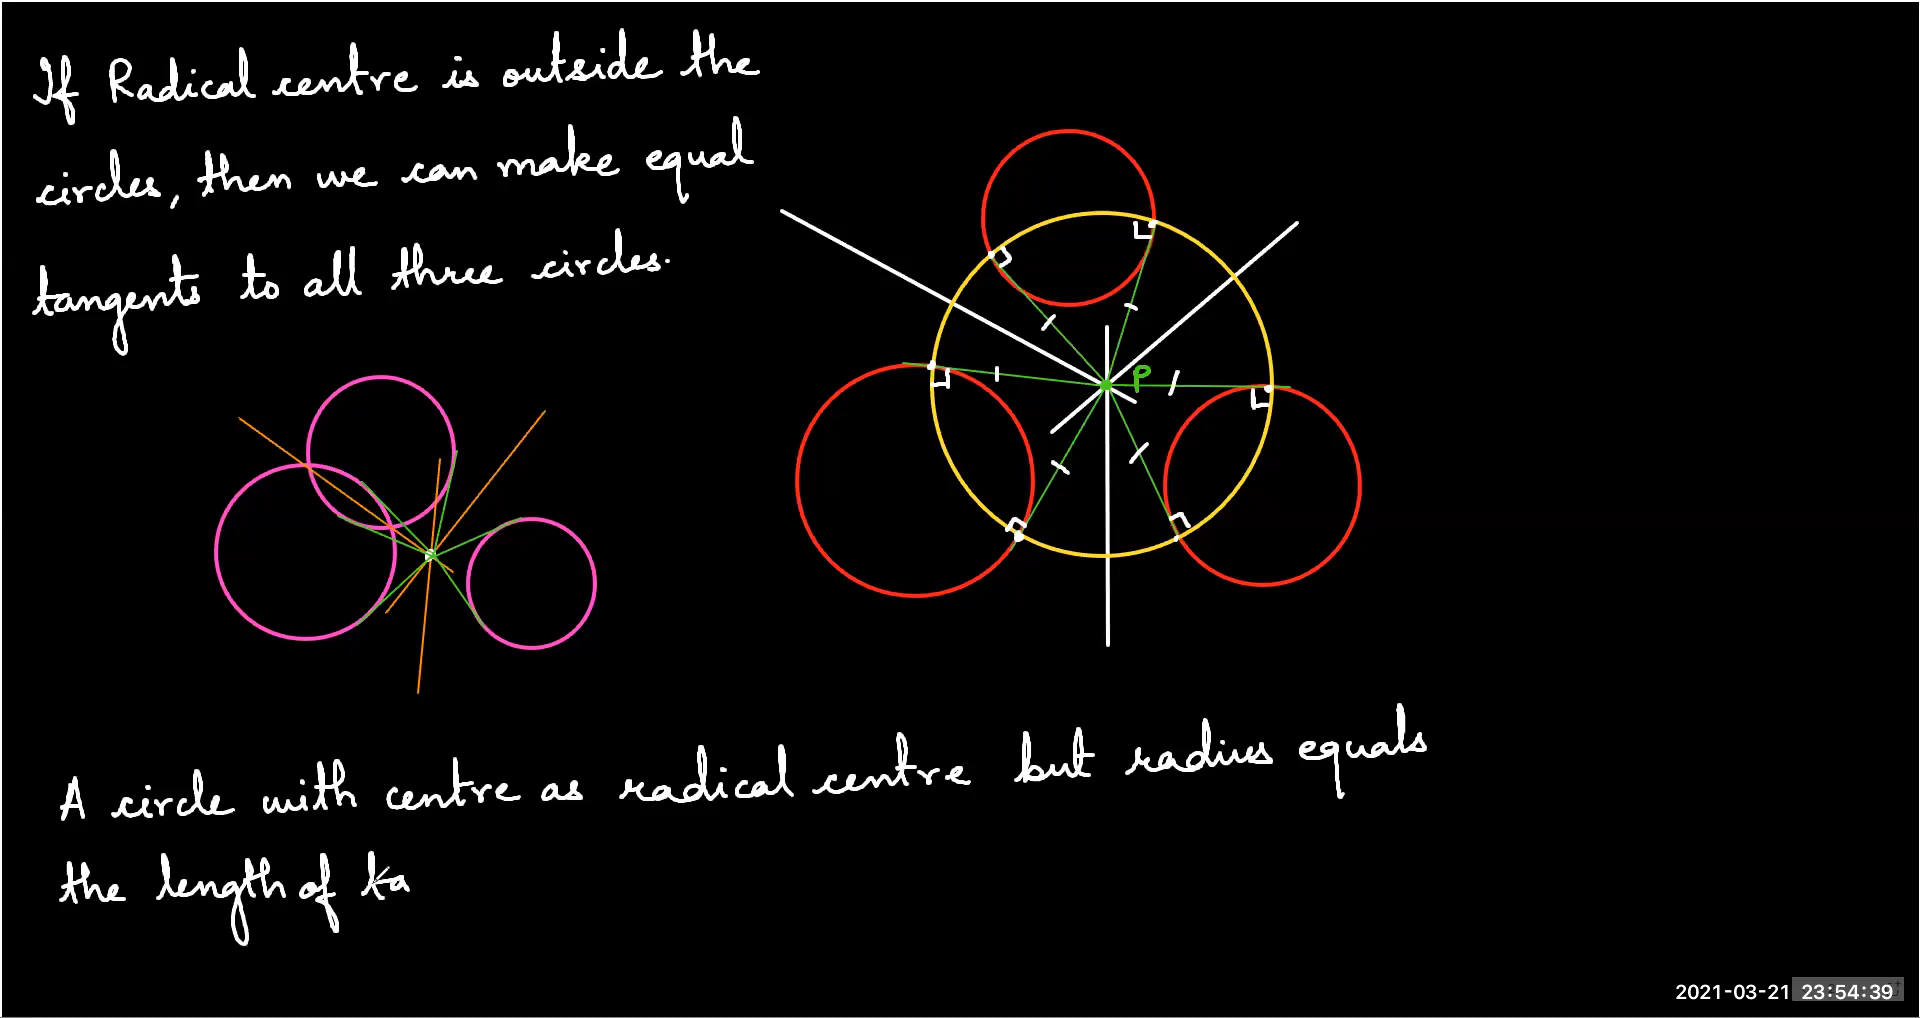 If Radical centre is outside the
circles, then we can make equal
tangents to all three circles.
P
A circle with centre as radical centre but radius equals
the length of ta
2021-03-21 23:54:39